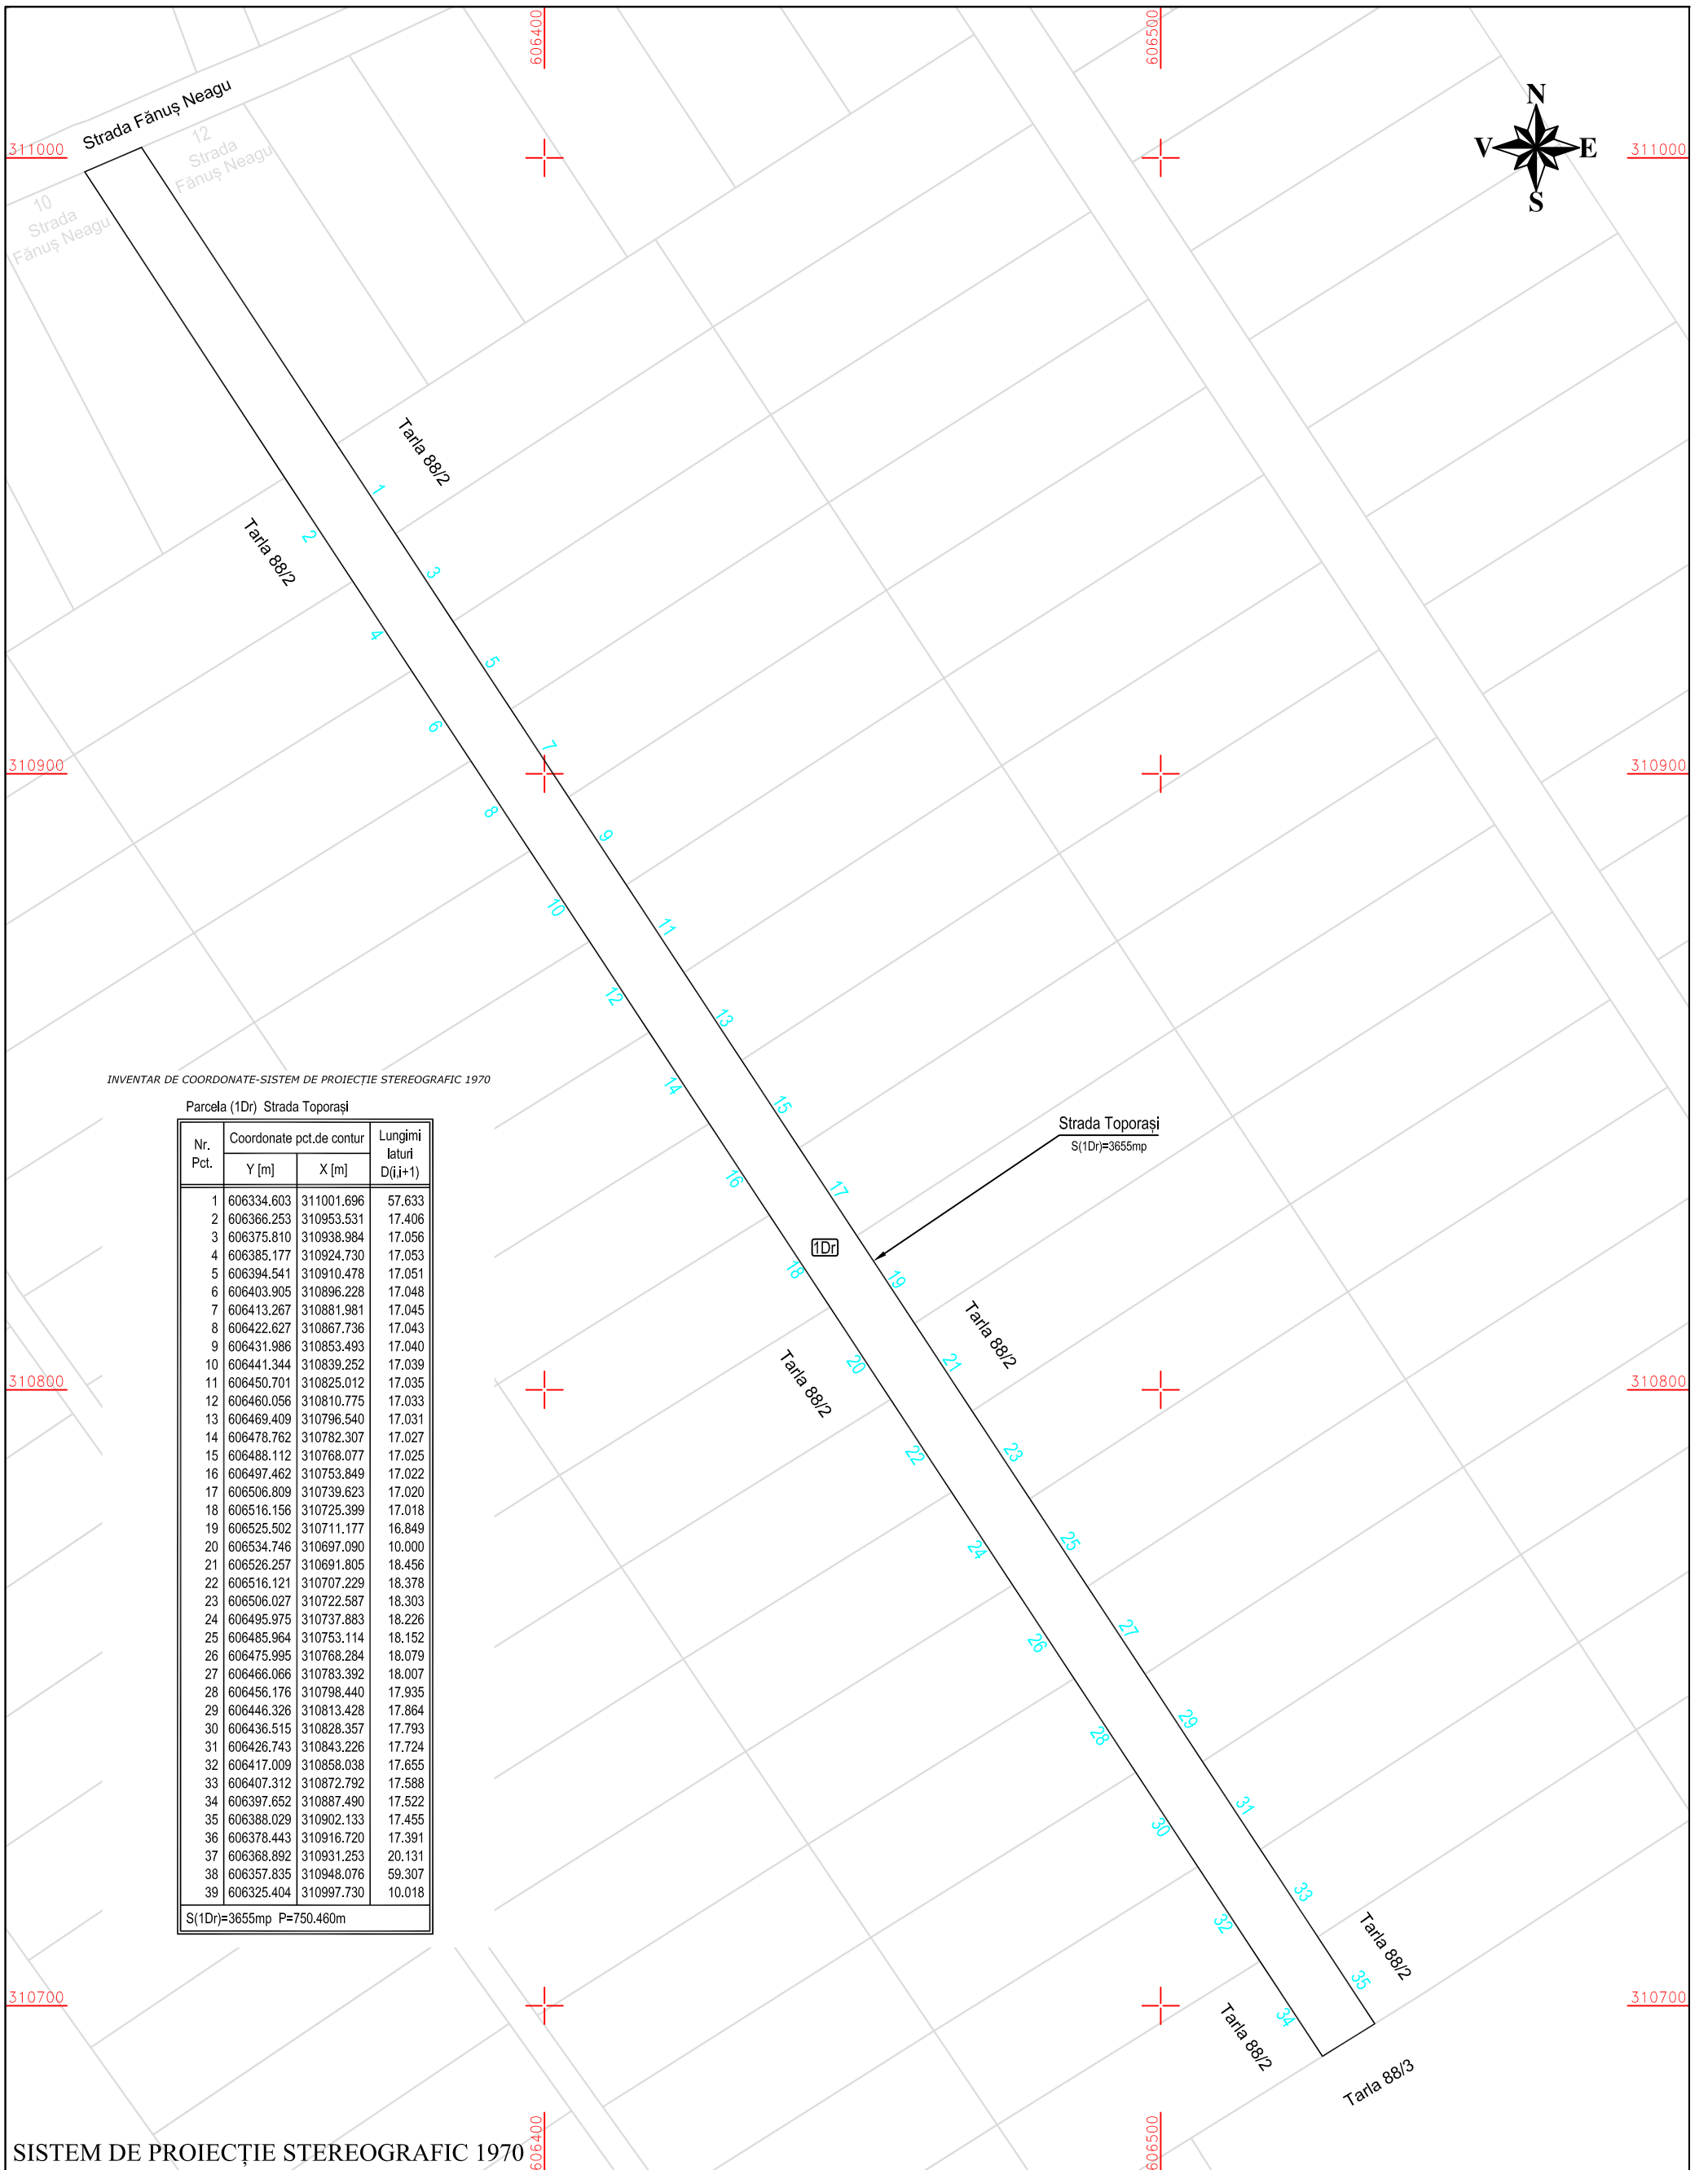 606400
606500
Strada Fănuș Neagu
12
Strada
Fănuș Neagu
10
Strada
Fănuș Neagu
311000
311000
N
V
E
S
Tarla 88/2
Tarla 88/2
1
2
3
4
5
6
7
310900
310900
8
9
10
11
12
13
14
15
16
17
18
19
20
21
22
23
24
25
26
27
28
29
30
31
32
33
34
35
INVENTAR DE COORDONATE-SISTEM DE PROIECȚIE STEREOGRAFIC 1970
Parcela (1Dr) Strada Toporași
Nr. Pct. Coordonate pct.de contur Lungimi laturi D(i,i+1)
Y [m] X [m]
1 606334.603 311001.696 57.633
2 606366.253 310953.531 17.406
3 606375.810 310938.984 17.056
4 606385.177 310924.730 17.053
5 606394.541 310910.478 17.051
6 606403.905 310896.228 17.048
7 606413.267 310881.981 17.045
8 606422.627 310867.736 17.043
9 606431.986 310853.493 17.040
10 606441.344 310839.252 17.039
11 606450.701 310825.012 17.035
12 606460.056 310810.775 17.033
13 606469.409 310796.540 17.031
14 606478.762 310782.307 17.027
15 606488.112 310768.077 17.025
16 606497.462 310753.849 17.022
17 606506.809 310739.623 17.020
18 606516.156 310725.399 17.018
19 606525.502 310711.177 16.849
20 606534.746 310697.090 10.000
21 606526.257 310691.805 18.456
22 606516.121 310707.229 18.378
23 606506.027 310722.587 18.303
24 606495.975 310737.883 18.226
25 606485.964 310753.114 18.152
26 606475.995 310768.284 18.079
27 606466.066 310783.392 18.007
28 606456.176 310798.440 17.935
29 606446.326 310813.428 17.864
30 606436.515 310828.357 17.793
31 606426.743 310843.226 17.724
32 606417.009 310858.038 17.655
33 606407.312 310872.792 17.588
34 606397.652 310887.490 17.522
35 606388.029 310902.133 17.455
36 606378.443 310916.720 17.391
37 606368.892 310931.253 20.131
38 606357.835 310948.076 59.307
39 606325.404 310997.730 10.018
S(1Dr)=3655mp P=750.460m
Strada Toporași
S(1Dr)=3655mp
1Dr
Tarla 88/2
Tarla 88/2
310800
310800
Tarla 88/2
Tarla 88/2
Tarla 88/3
310700
310700
606400
606500
SISTEM DE PROIECȚIE STEREOGRAFIC 1970